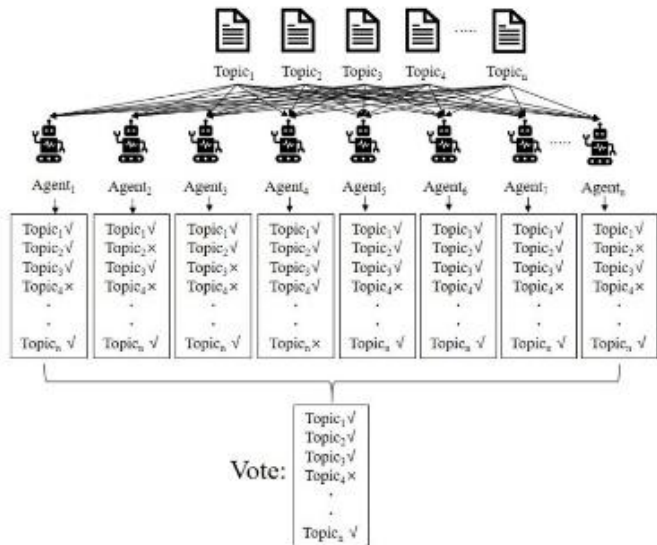 Topic₁ Topic₂ Topic₃ Topic₄ ····· Topicₙ
Agent₁ Agent₂ Agent₃ Agent₄ Agent₅ Agent₆ Agent₇ ····· Agentₙ
Topic₁√ Topic₁√ Topic₁√ Topic₁√ Topic₁√ Topic₁√ Topic₁√ Topic₁√
Topic₂√ Topic₂× Topic₂√ Topic₂√ Topic₂√ Topic₂√ Topic₂√ Topic₂×
Topic₃√ Topic₃√ Topic₃× Topic₃√ Topic₃√ Topic₃√ Topic₃√ Topic₃√
Topic₄× Topic₄× Topic₄× Topic₄√ Topic₄× Topic₄√ Topic₄× Topic₄×
. . . . . . . .
. . . . . . . .
Topicₙ √ Topicₙ √ Topicₙ √ Topicₙ × Topicₙ √ Topicₙ √ Topicₙ √ Topicₙ √
Vote:
Topic₁√
Topic₂√
Topic₃√
Topic₄×
.
.
Topicₙ √